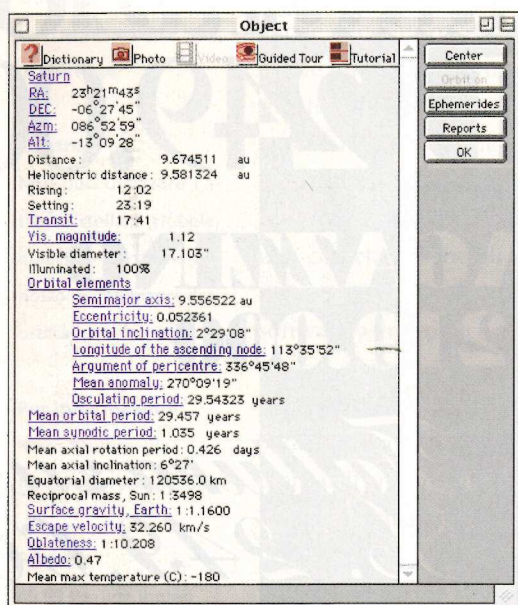 Object
Dictionary Photo Video Guided Tour Tutorial
Saturn
RA: 23h21m43s
DEC: -06°27'45"
Azm: 086°52'59"
Alt: -13°09'28"
Distance: 9.674511 au
Heliocentric distance: 9.581324 au
Rising: 12:02
Setting: 23:19
Transit: 17:41
Vis. magnitude: 1.12
Visible diameter: 17.103"
Illuminated: 100%
Orbital elements
Semimajor axis: 9.556522 au
Eccentricity: 0.052361
Orbital inclination: 2°29'08"
Longitude of the ascending node: 113°35'52"
Argument of pericentre: 336°45'48"
Mean anomaly: 270°09'19"
Osculating period: 29.54323 years
Mean orbital period: 29.457 years
Mean synodic period: 1.035 years
Mean axial rotation period: 0.426 days
Mean axial inclination: 6°27'
Equatorial diameter: 120536.0 km
Reciprocal mass, Sun: 1:3498
Surface gravity, Earth: 1:1.1600
Escape velocity: 32.260 km/s
Oblateness: 1:10.208
Albedo: 0.47
Mean max temperature (C): -180
Center
Orbit on
Ephemerides
Reports
OK